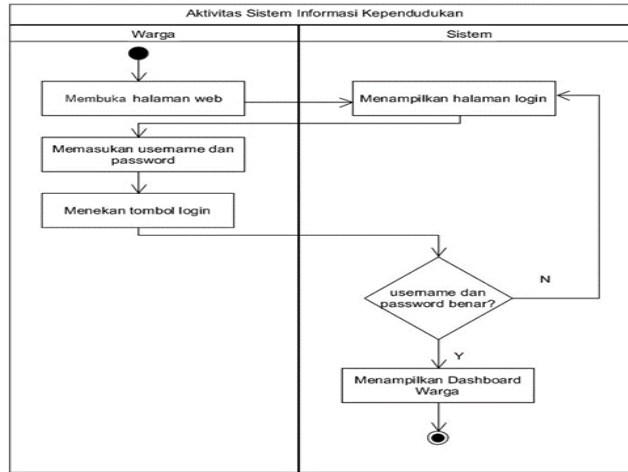 Aktivitas Sistem Informasi Kependudukan
Warga
Sistem
Membuka halaman web
Menampilkan halaman login
Memasukan username dan
password
Menekan tombol login
username dan
password benar?
N
Y
Menampilkan Dashboard
Warga